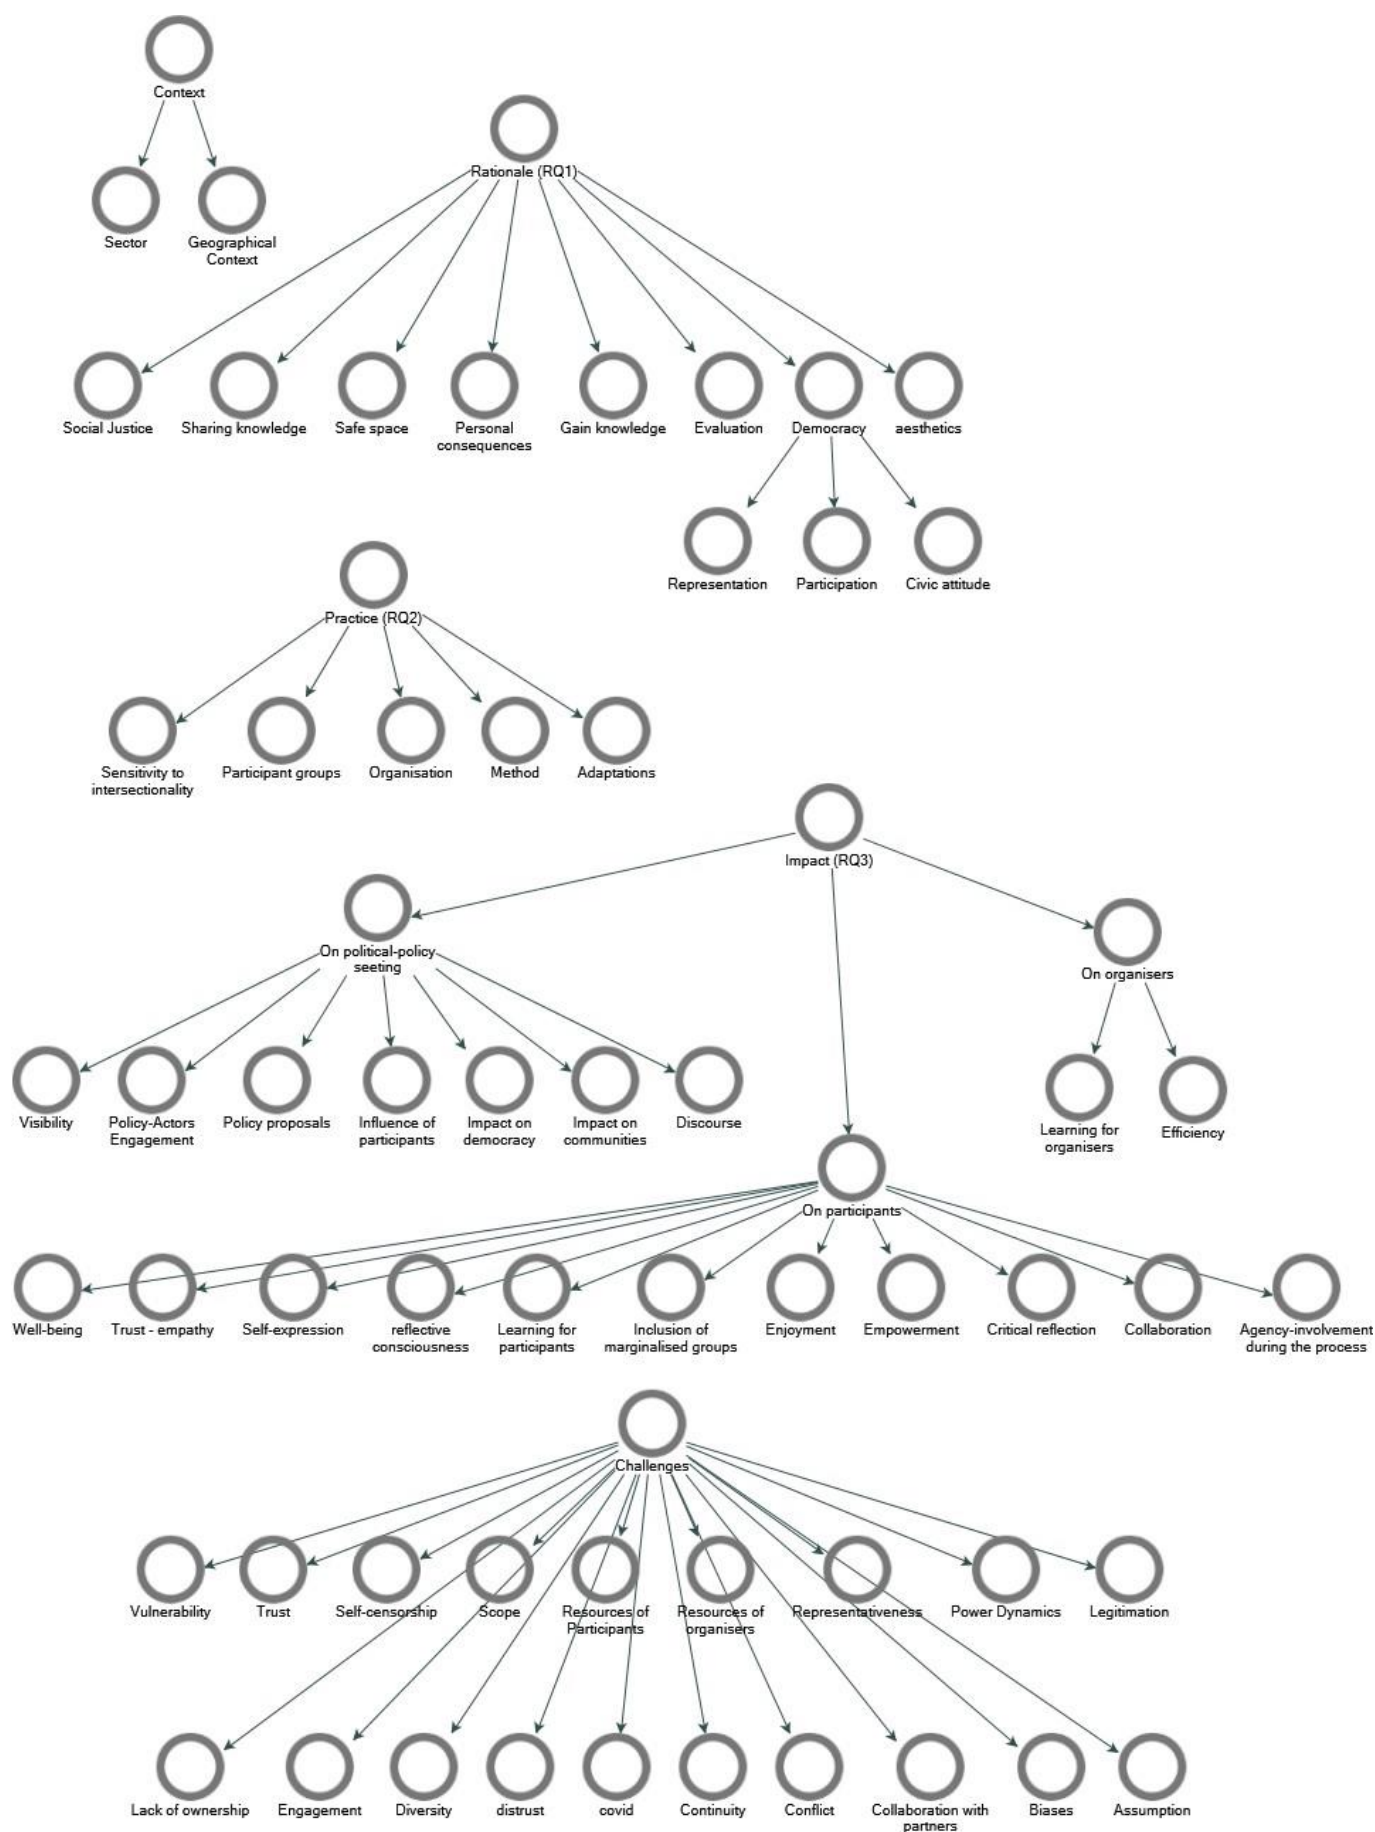 Context
Sector
Geographical
Context
Rationale (RQ1)
Social Justice
Sharing knowledge
Safe space
Personal
consequences
Gain knowledge
Evaluation
Democracy
aesthetics
Representation
Participation
Civic attitude
Practice (RQ2)
Sensitivity to
intersectionality
Participant groups
Organisation
Method
Adaptations
Impact (RQ3)
On political-policy
seeting
On organisers
Visibility
Policy-Actors
Engagement
Policy proposals
Influence of
participants
Impact on
democracy
Impact on
communities
Discourse
Learning for
organisers
Efficiency
On participants
Well-being
Trust - empathy
Self-expression
reflective
consciousness
Learning for
participants
Inclusion of
marginalised groups
Enjoyment
Empowerment
Critical reflection
Collaboration
Agency-involvement
during the process
Challenges
Vulnerability
Trust
Self-censorship
Scope
Resources of
Participants
Resources of
organisers
Representativeness
Power Dynamics
Legitimation
Lack of ownership
Engagement
Diversity
distrust
covid
Continuity
Conflict
Collaboration with
partners
Biases
Assumption